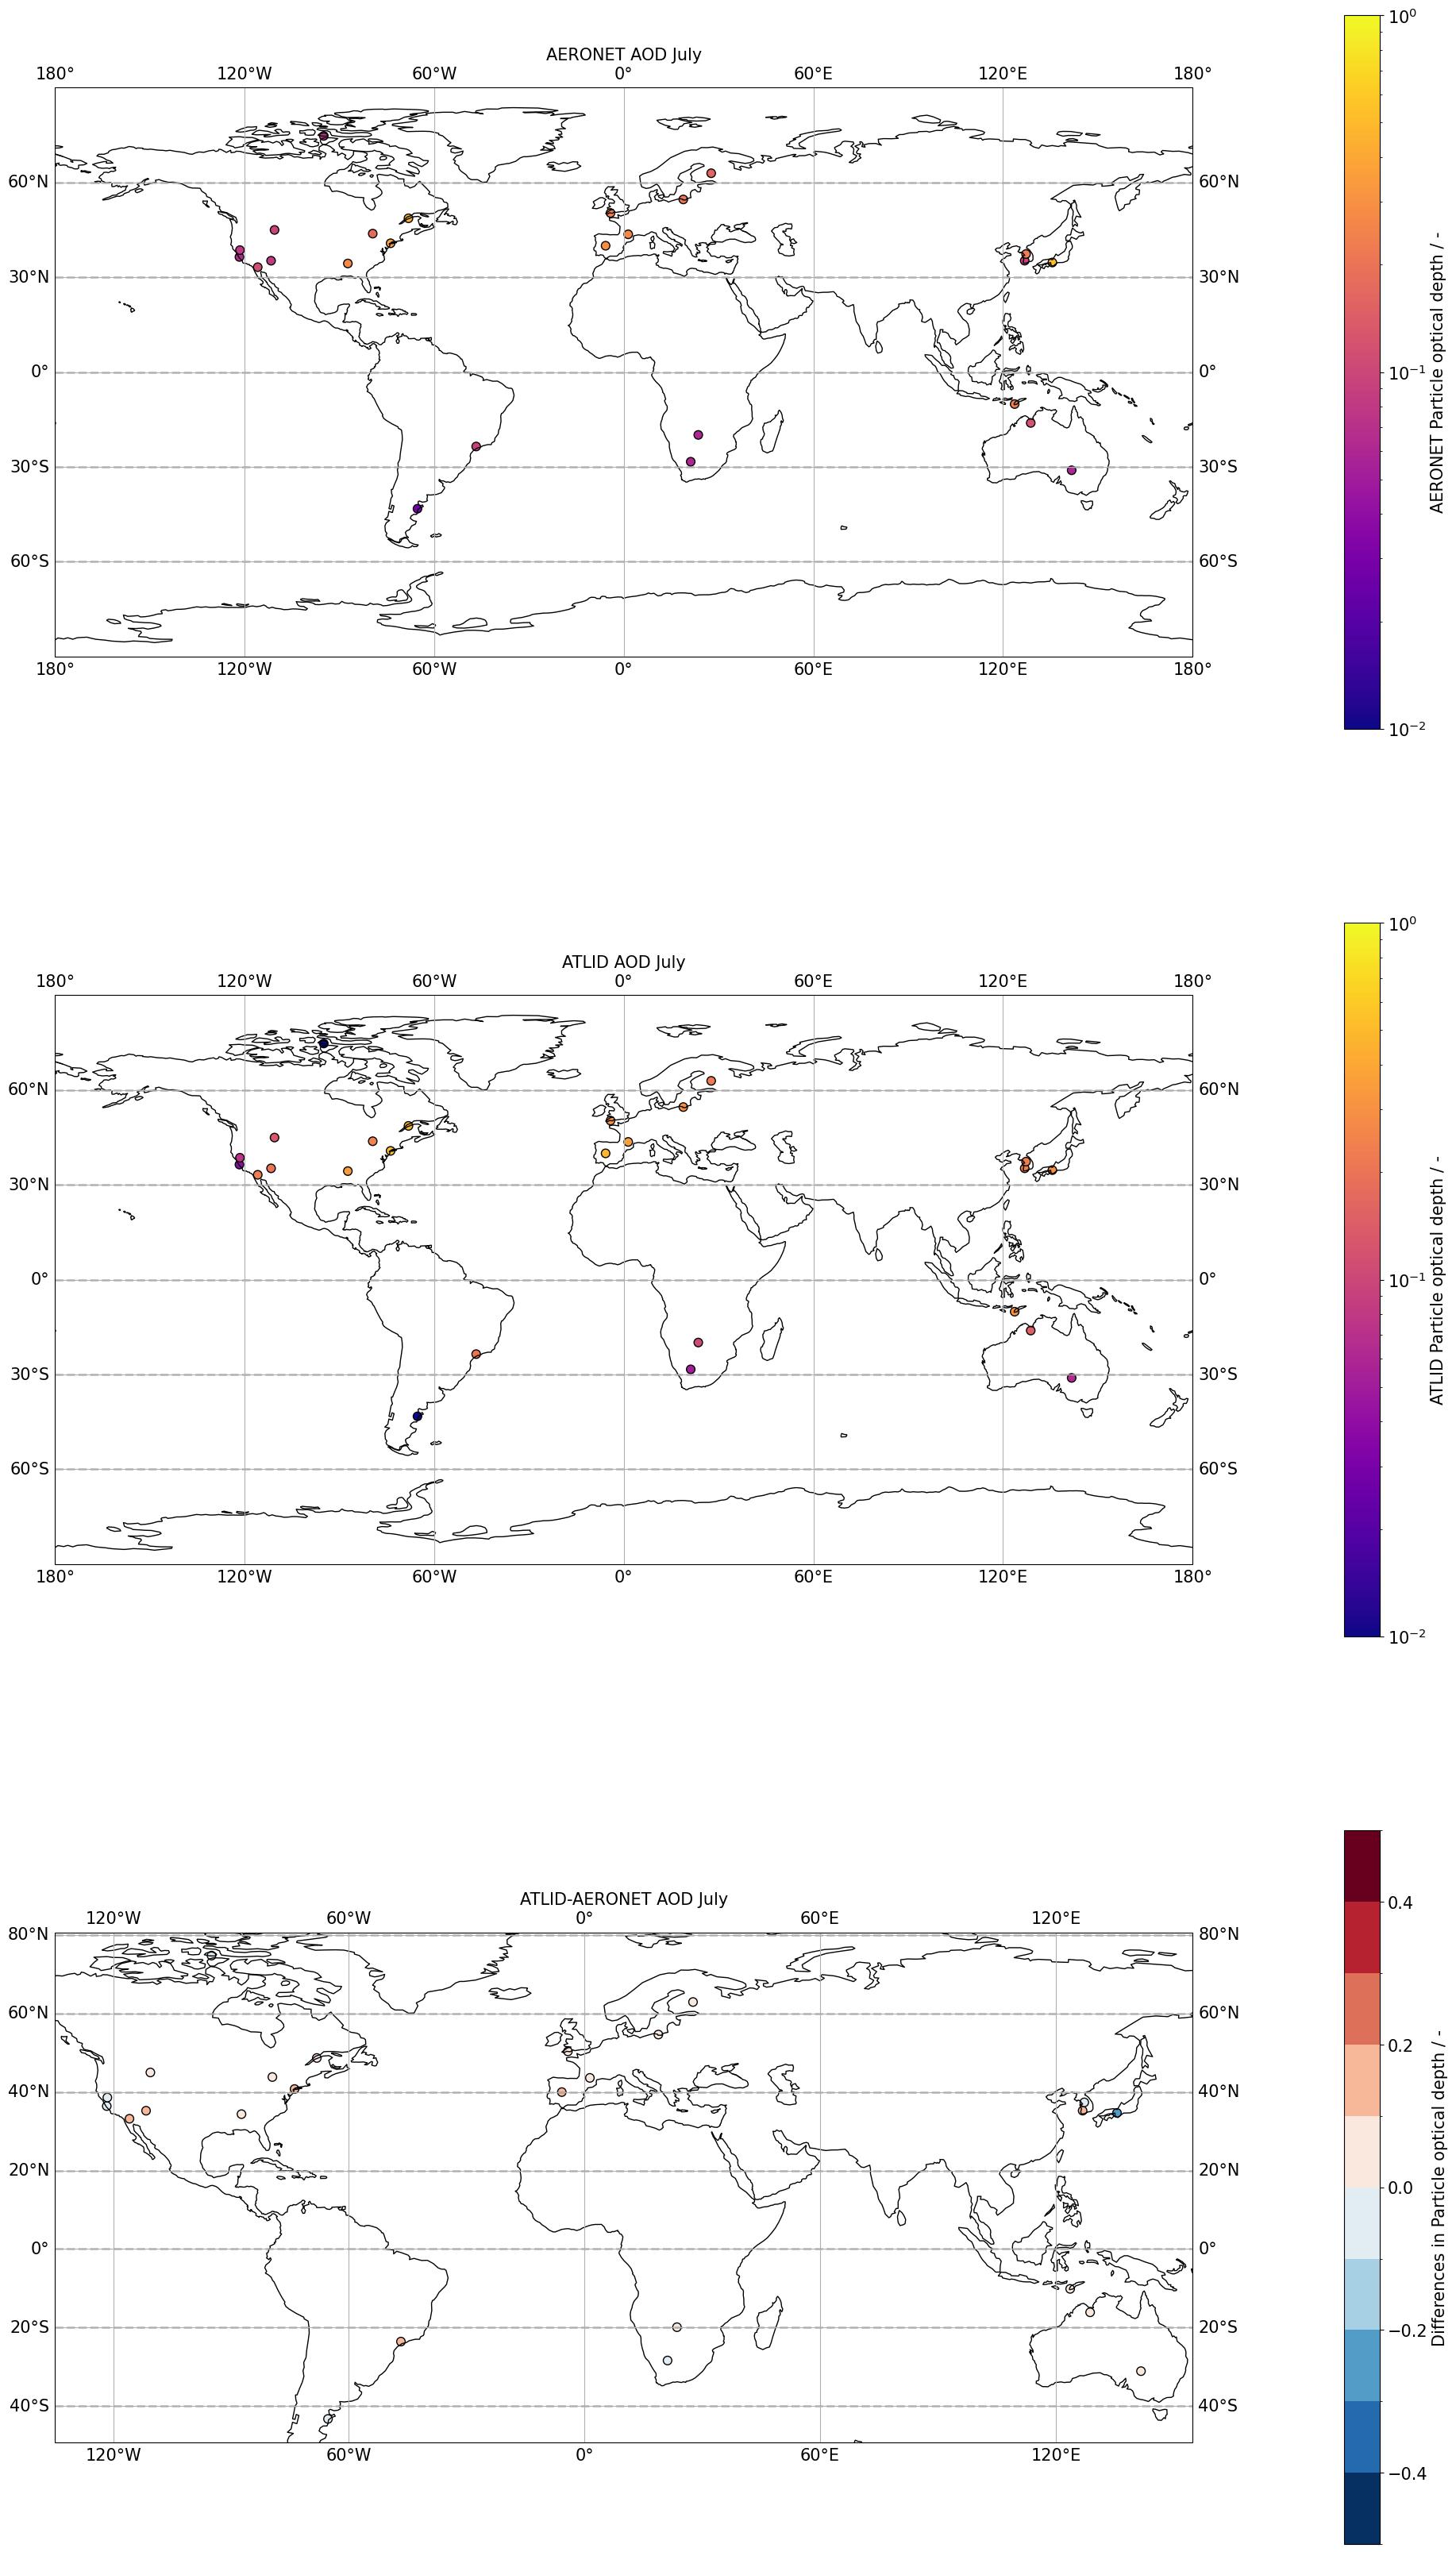 AERONET AOD July
180° 120°W 60°W 0° 60°E 120°E 180°
60°N 60°N
30°N 30°N
0° 0°
30°S 30°S
60°S 60°S
180° 120°W 60°W 0° 60°E 120°E 180°
10⁰
10⁻¹
10⁻²
AERONET Particle optical depth / -
ATLID AOD July
180° 120°W 60°W 0° 60°E 120°E 180°
60°N 60°N
30°N 30°N
0° 0°
30°S 30°S
60°S 60°S
180° 120°W 60°W 0° 60°E 120°E 180°
10⁰
10⁻¹
10⁻²
ATLID Particle optical depth / -
ATLID-AERONET AOD July
120°W 60°W 0° 60°E 120°E
80°N 80°N
60°N 60°N
40°N 40°N
20°N 20°N
0° 0°
20°S 20°S
40°S 40°S
120°W 60°W 0° 60°E 120°E
0.4
0.2
0.0
−0.2
−0.4
Differences in Particle optical depth / -